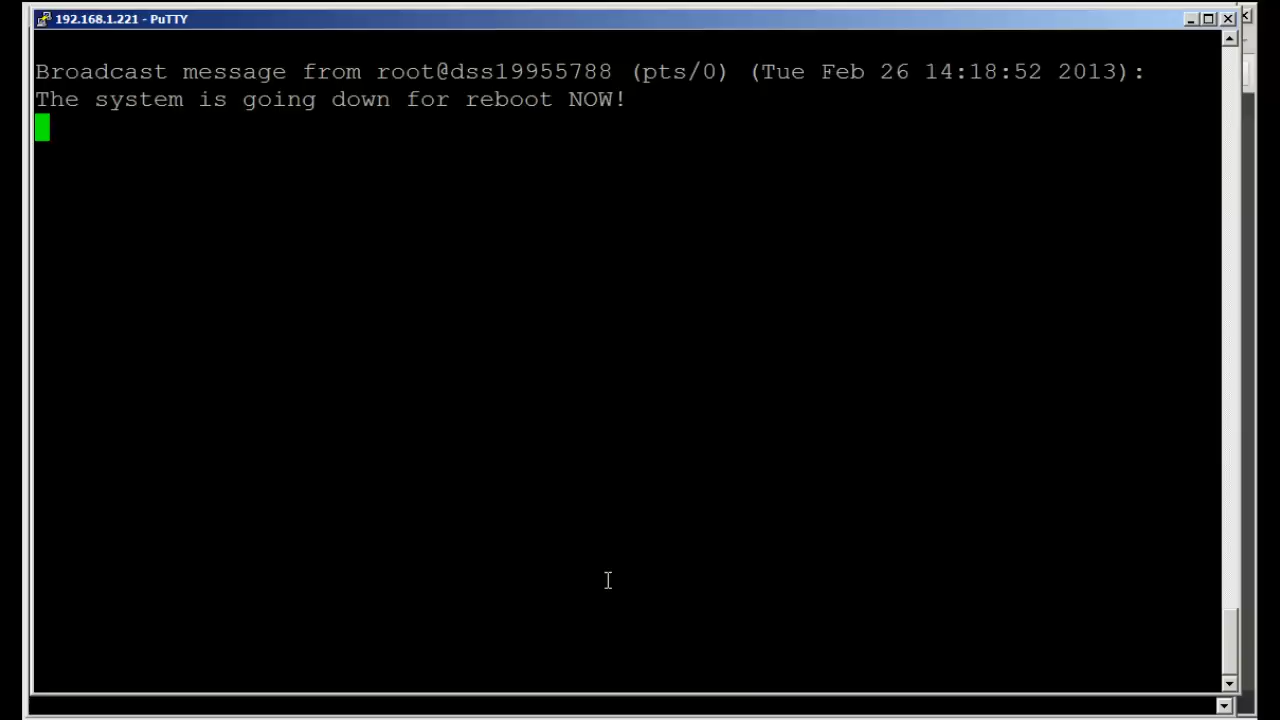 192.168.1.221 - PuTTY
Broadcast message from root@dss19955788 (pts/0) (Tue Feb 26 14:18:52 2013):
The system is going down for reboot NOW!